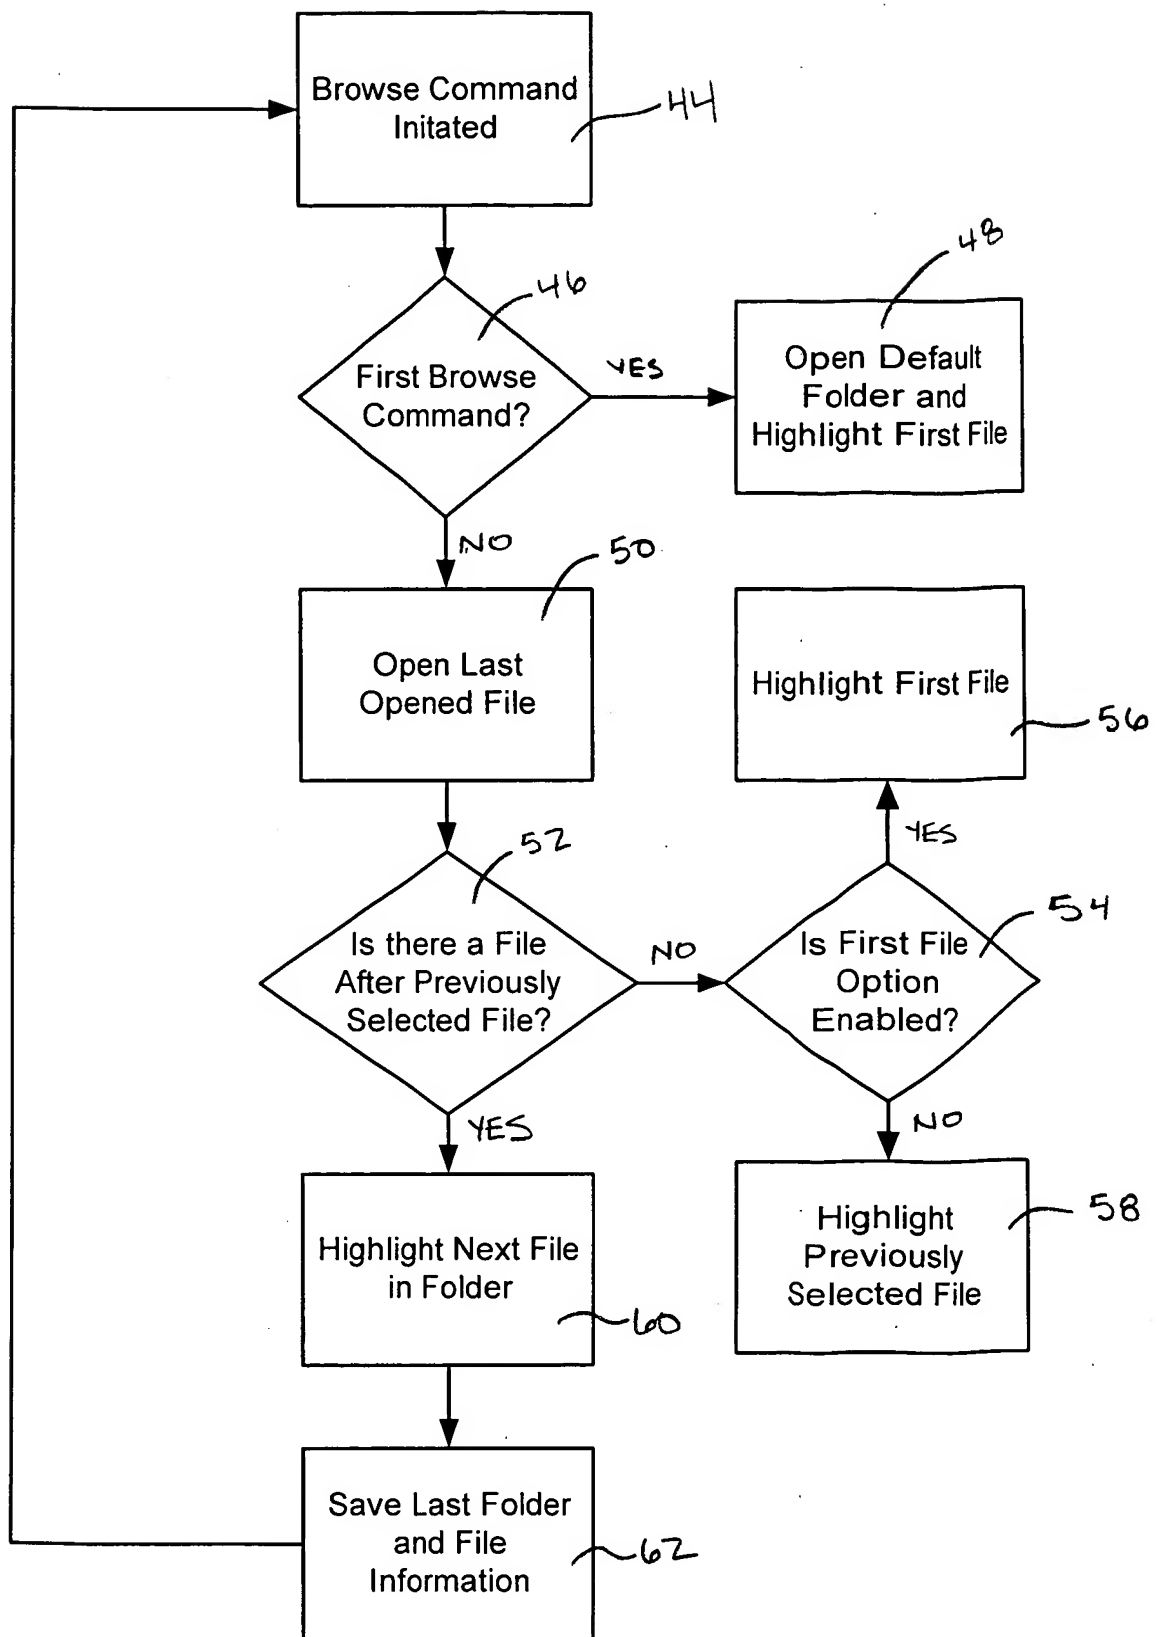 Browse Command
Initated
44
46
First Browse
Command?
YES
48
Open Default
Folder and
Highlight First File
NO
50
Open Last
Opened File
Highlight First File
56
YES
52
Is there a File
After Previously
Selected File?
NO
54
Is First File
Option
Enabled?
YES
NO
Highlight Next File
in Folder
60
Highlight
Previously
Selected File
58
Save Last Folder
and File
Information
62